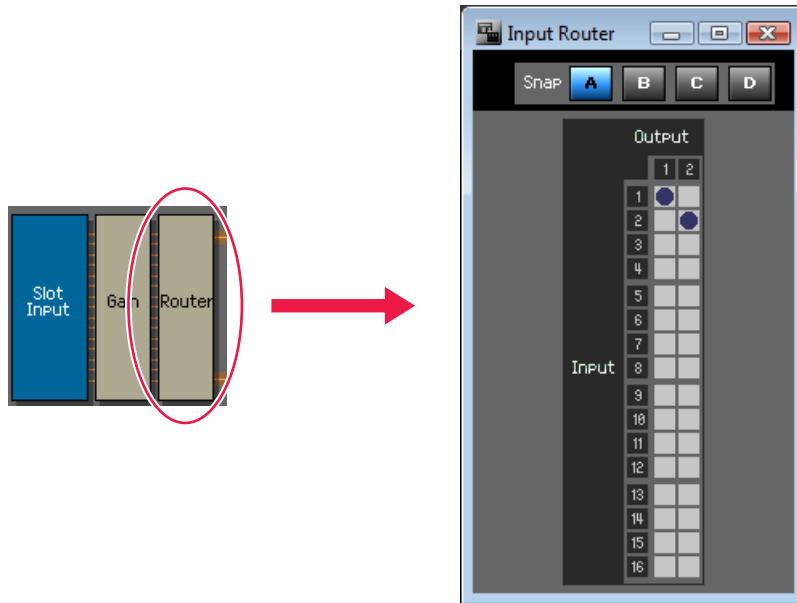 Input Router
Snap A B C D
Output
1 2
1
2
3
4
5
6
7
8
9
10
11
12
13
14
15
16
Input
Slot
Input
Gain
Router